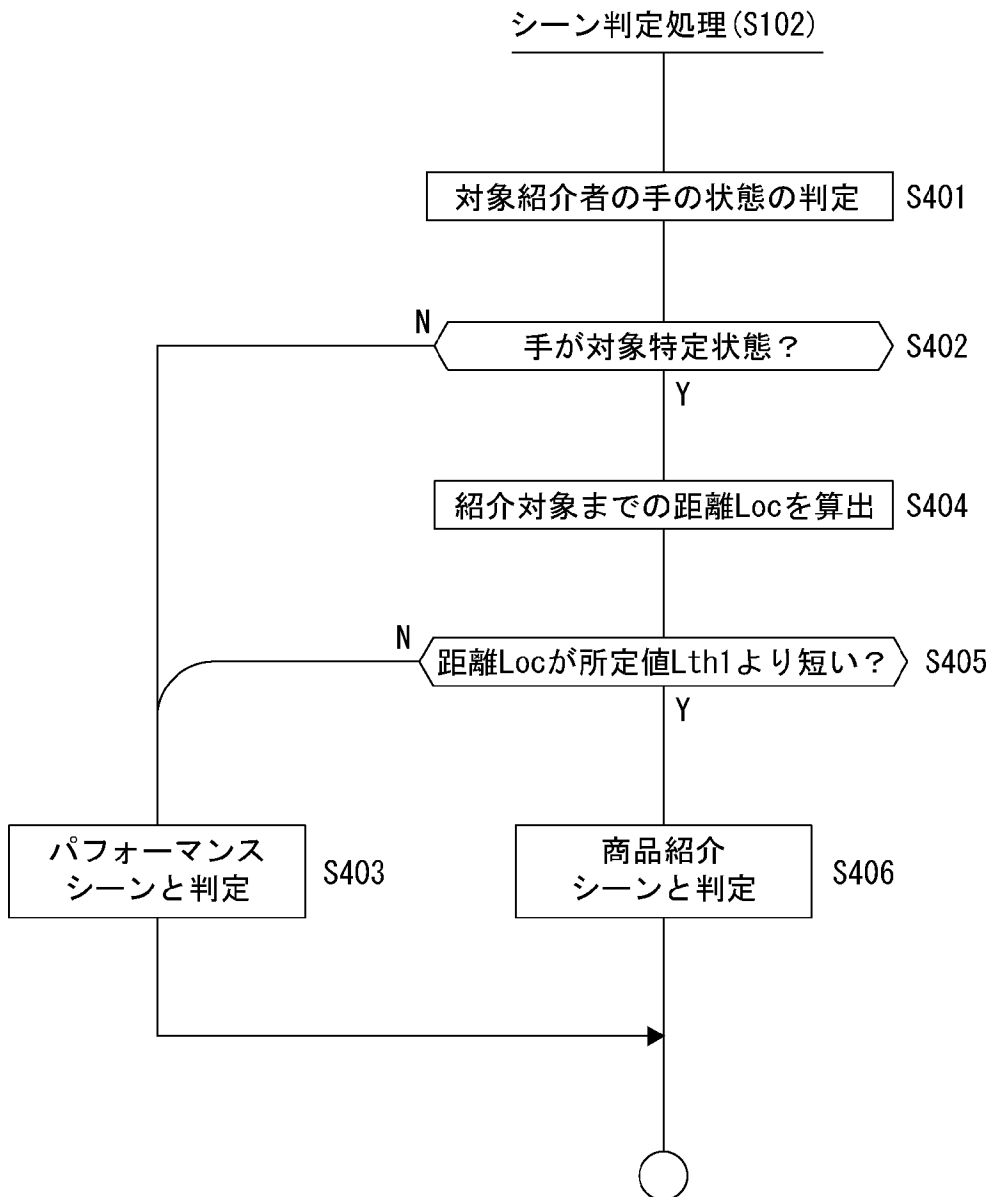 シーン判定処理(S102)
対象紹介者の手の状態の判定 S401
N
手が対象特定状態？ S402
Y
紹介対象までの距離Locを算出 S404
N
距離Locが所定値Lth1より短い？ S405
Y
パフォーマンス
シーンと判定
S403
商品紹介
シーンと判定
S406